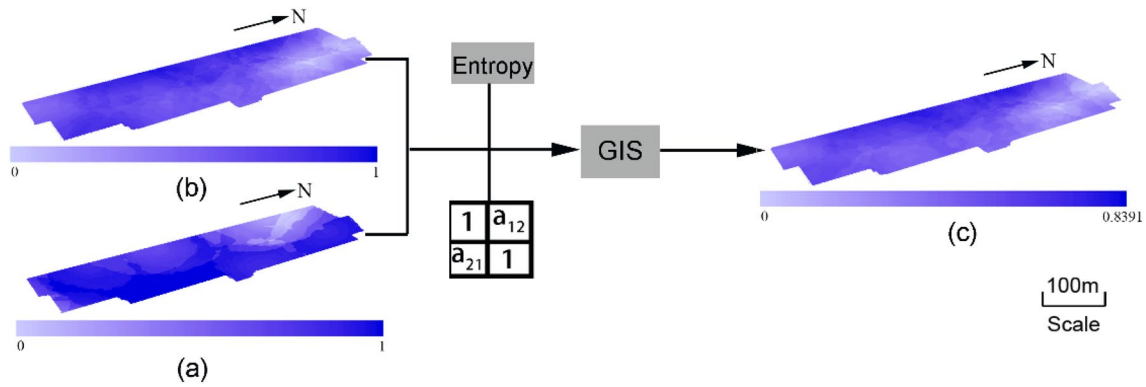 N
0 1
(b)
N
0 1
(a)
Entropy
1 a12
a21 1
GIS
N
0 0.8391
(c)
100m
Scale